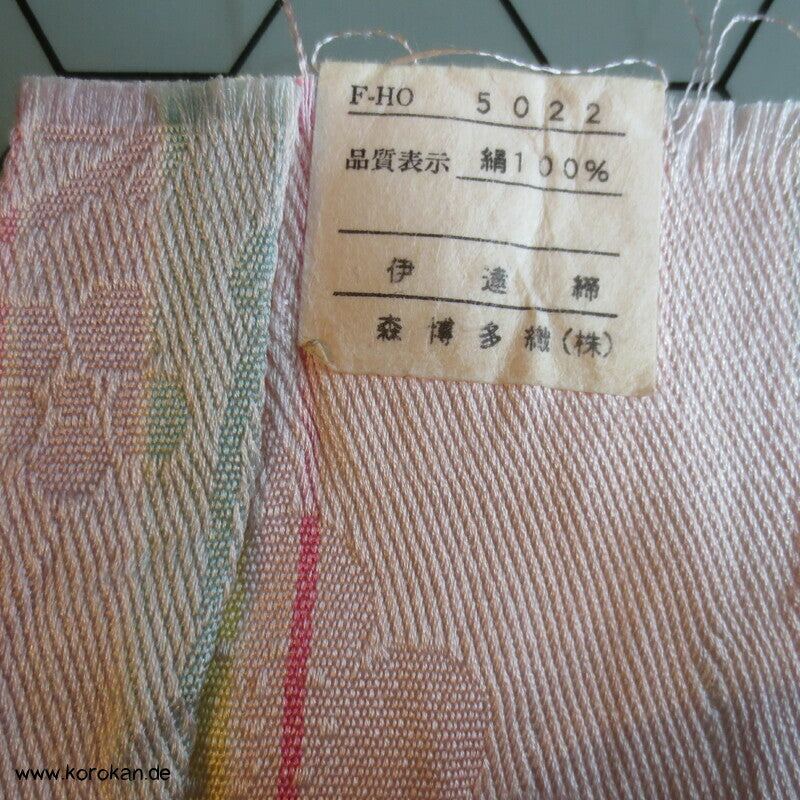 F-HO 5022
品質表示 絹100%
伊達締
森博多織(株)
www.korokan.de